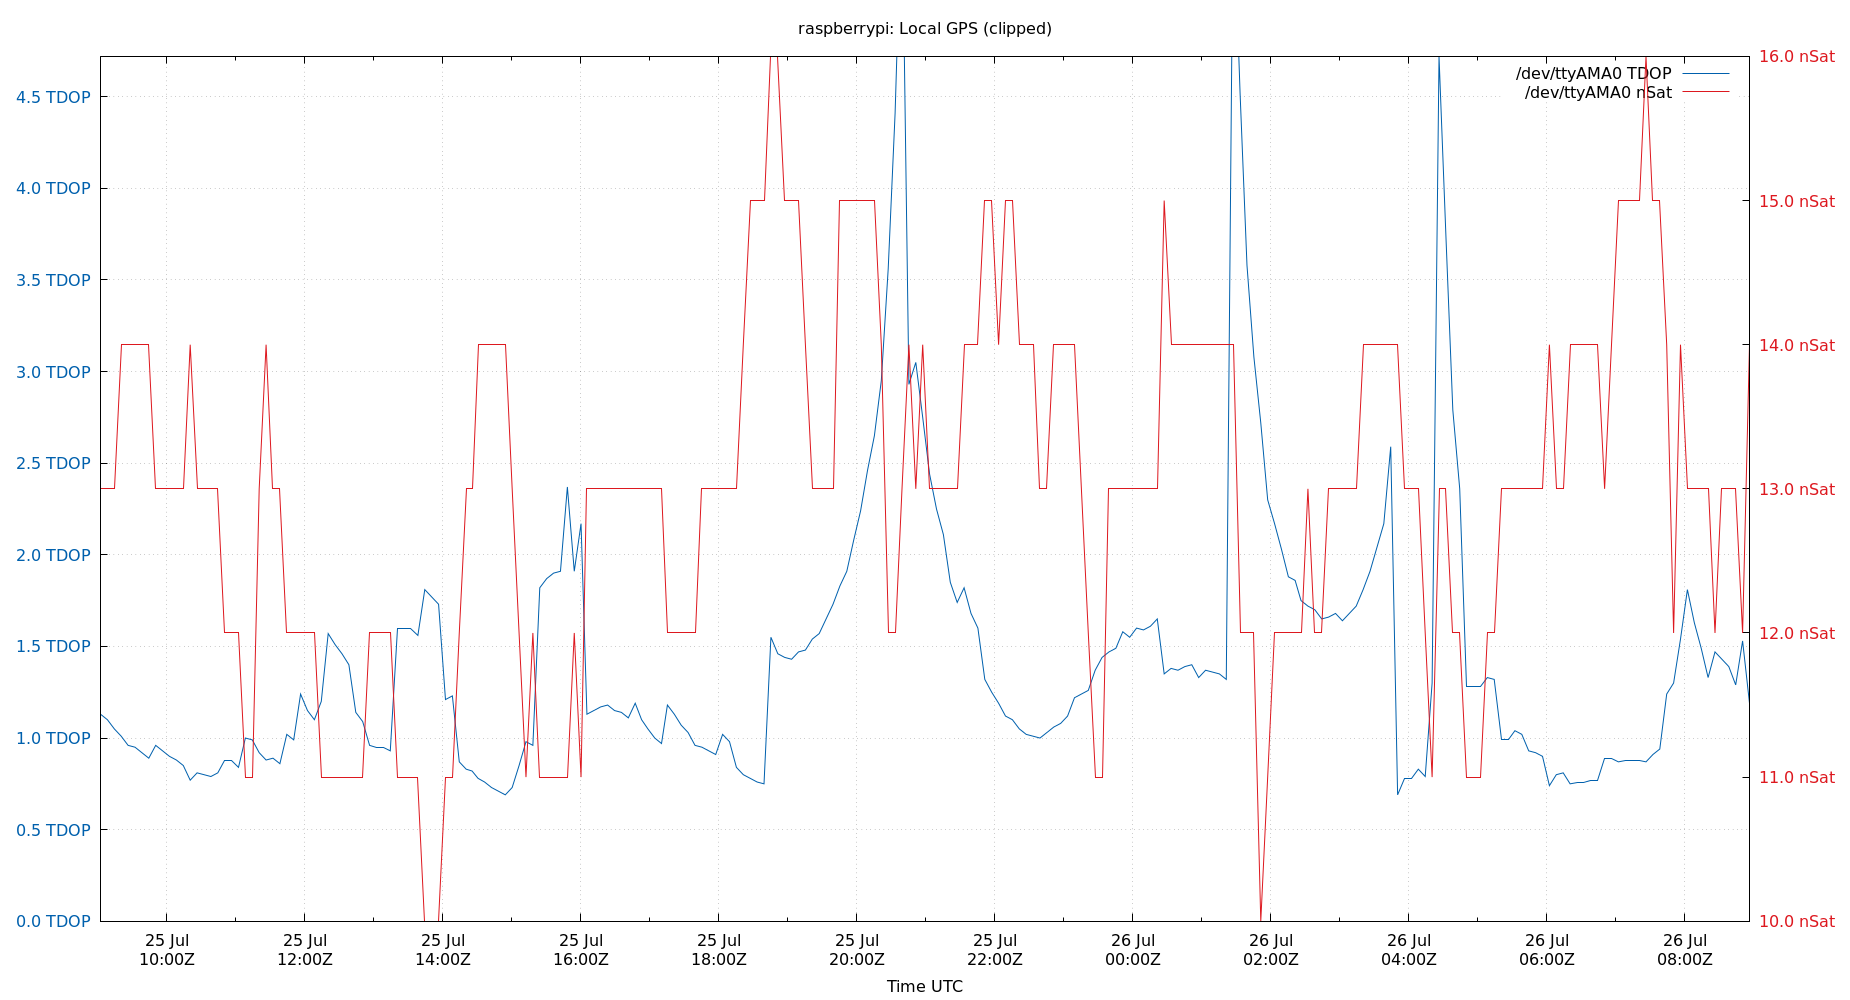 raspberrypi: Local GPS (clipped)
/dev/ttyAMA0 TDOP
/dev/ttyAMA0 nSat
4.5 TDOP
4.0 TDOP
3.5 TDOP
3.0 TDOP
2.5 TDOP
2.0 TDOP
1.5 TDOP
1.0 TDOP
0.5 TDOP
0.0 TDOP
16.0 nSat
15.0 nSat
14.0 nSat
13.0 nSat
12.0 nSat
11.0 nSat
10.0 nSat
25 Jul
10:00Z
25 Jul
12:00Z
25 Jul
14:00Z
25 Jul
16:00Z
25 Jul
18:00Z
25 Jul
20:00Z
25 Jul
22:00Z
26 Jul
00:00Z
26 Jul
02:00Z
26 Jul
04:00Z
26 Jul
06:00Z
26 Jul
08:00Z
Time UTC